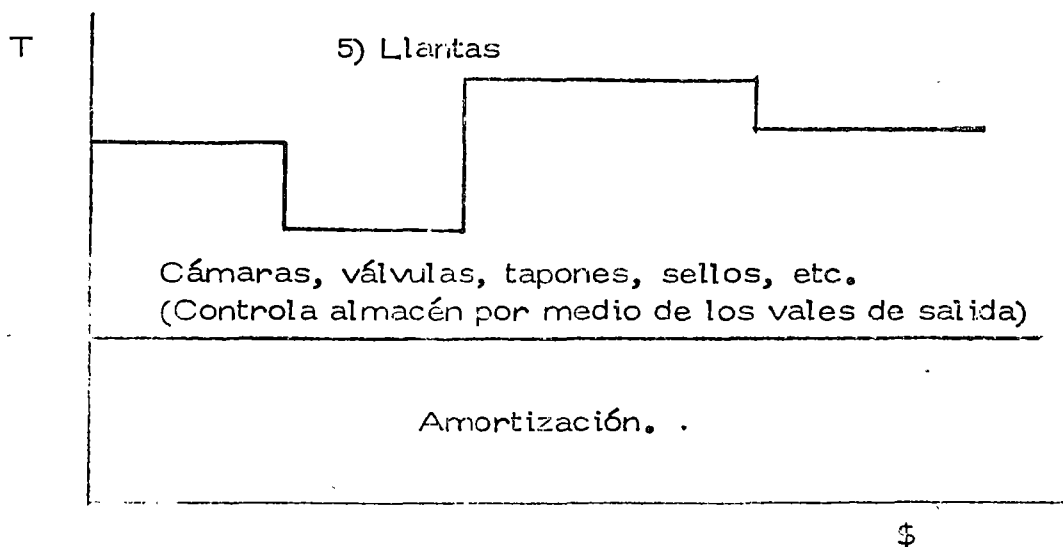 T
5) Llantas
Cámaras, válvulas, tapones, sellos, etc.
(Controla almacén por medio de los vales de salida)
Amortización. .
$